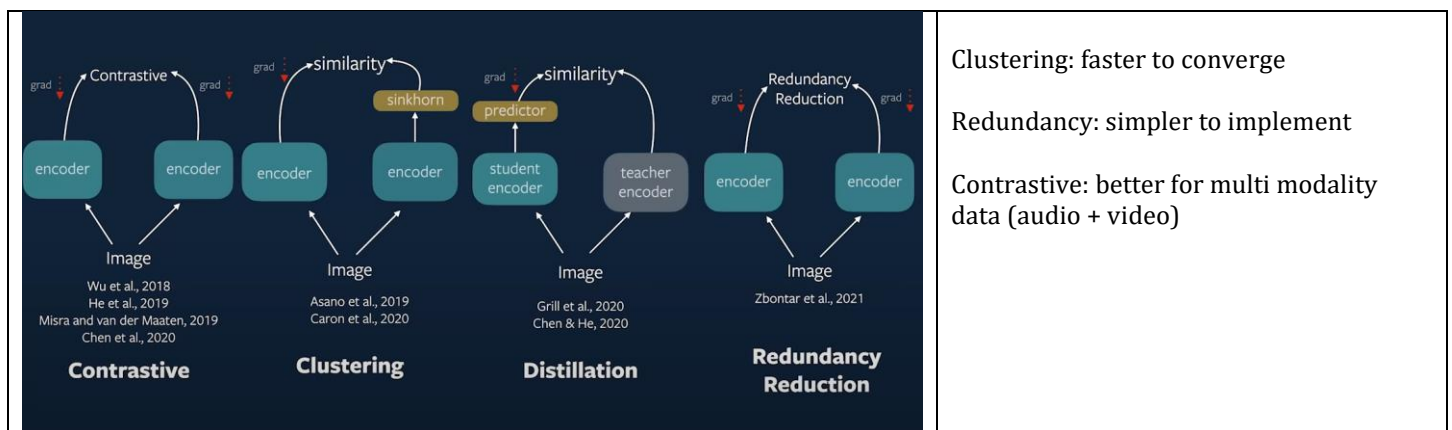 grad
Contrastive
grad
encoder
encoder
Image
Wu et al., 2018
He et al., 2019
Misra and van der Maaten, 2019
Chen et al., 2020
Contrastive
grad
similarity
sinkhorn
encoder
encoder
Image
Asano et al., 2019
Caron et al., 2020
Clustering
grad
similarity
predictor
student
encoder
teacher
encoder
Image
Grill et al., 2020
Chen & He, 2020
Distillation
Redundancy
Reduction
grad
grad
encoder
encoder
Image
Zbontar et al., 2021
Redundancy
Reduction
Clustering: faster to converge
Redundancy: simpler to implement
Contrastive: better for multi modality
data (audio + video)